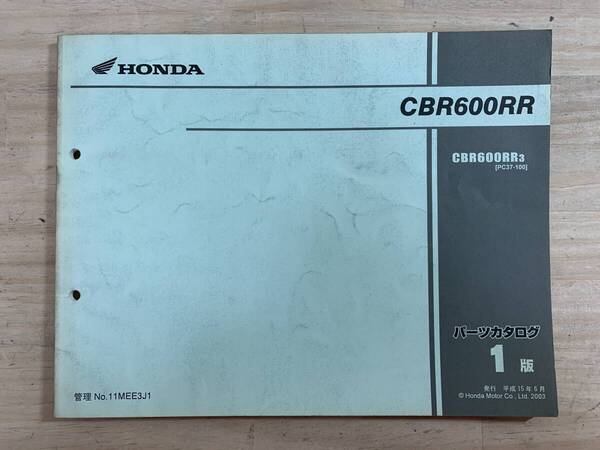 HONDA
CBR600RR
CBR600RR3
[PC37-100]
パーツカタログ
1版
発行 平成15年6月
© Honda Motor Co., Ltd. 2003
管理 No.11MEE3J1